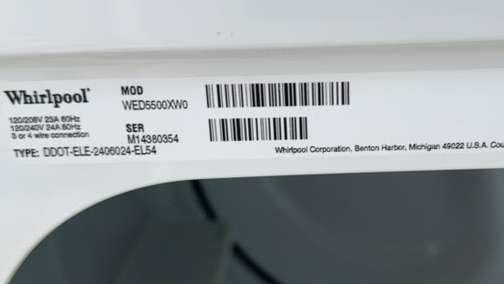 Whirlpool
120/208V 23A 60Hz
120/240V 24A 60Hz
3 or 4 wire connection
MOD
WED5500XW0
SER
M14380354
TYPE: DDOT-ELE-2406024-EL54
Whirlpool Corporation, Benton Harbor, Michigan 49022 U.S.A. Cou